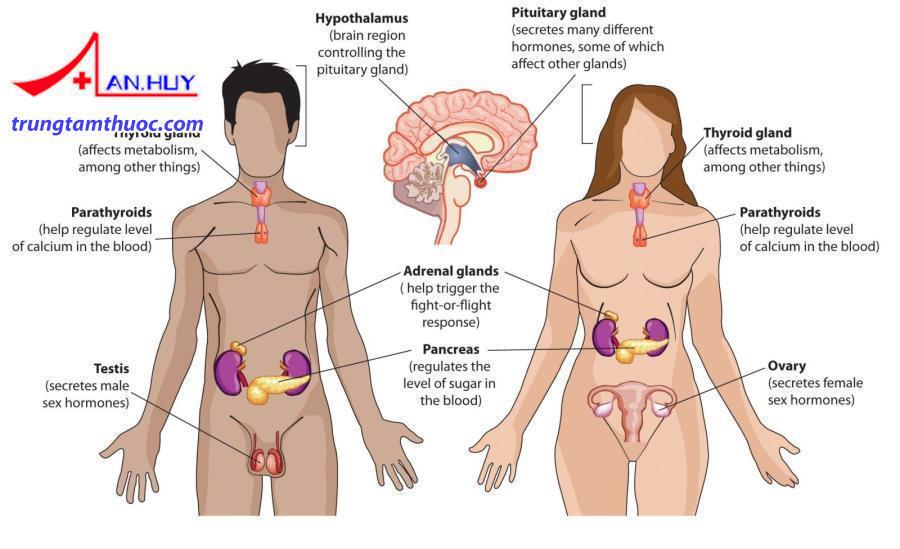 Hypothalamus
(brain region
controlling the
pituitary gland)
Pituitary gland
(secretes many different
hormones, some of which
affect other glands)
AN.HUY
trungtamthuoc.com
Thyroid gland
(affects metabolism,
among other things)
Thyroid gland
(affects metabolism,
among other things)
Parathyroids
(help regulate level
of calcium in the blood)
Parathyroids
(help regulate level
of calcium in the blood)
Adrenal glands
( help trigger the
fight-or-flight
response)
Pancreas
(regulates the
level of sugar in
the blood)
Testis
(secretes male
sex hormones)
Ovary
(secretes female
sex hormones)